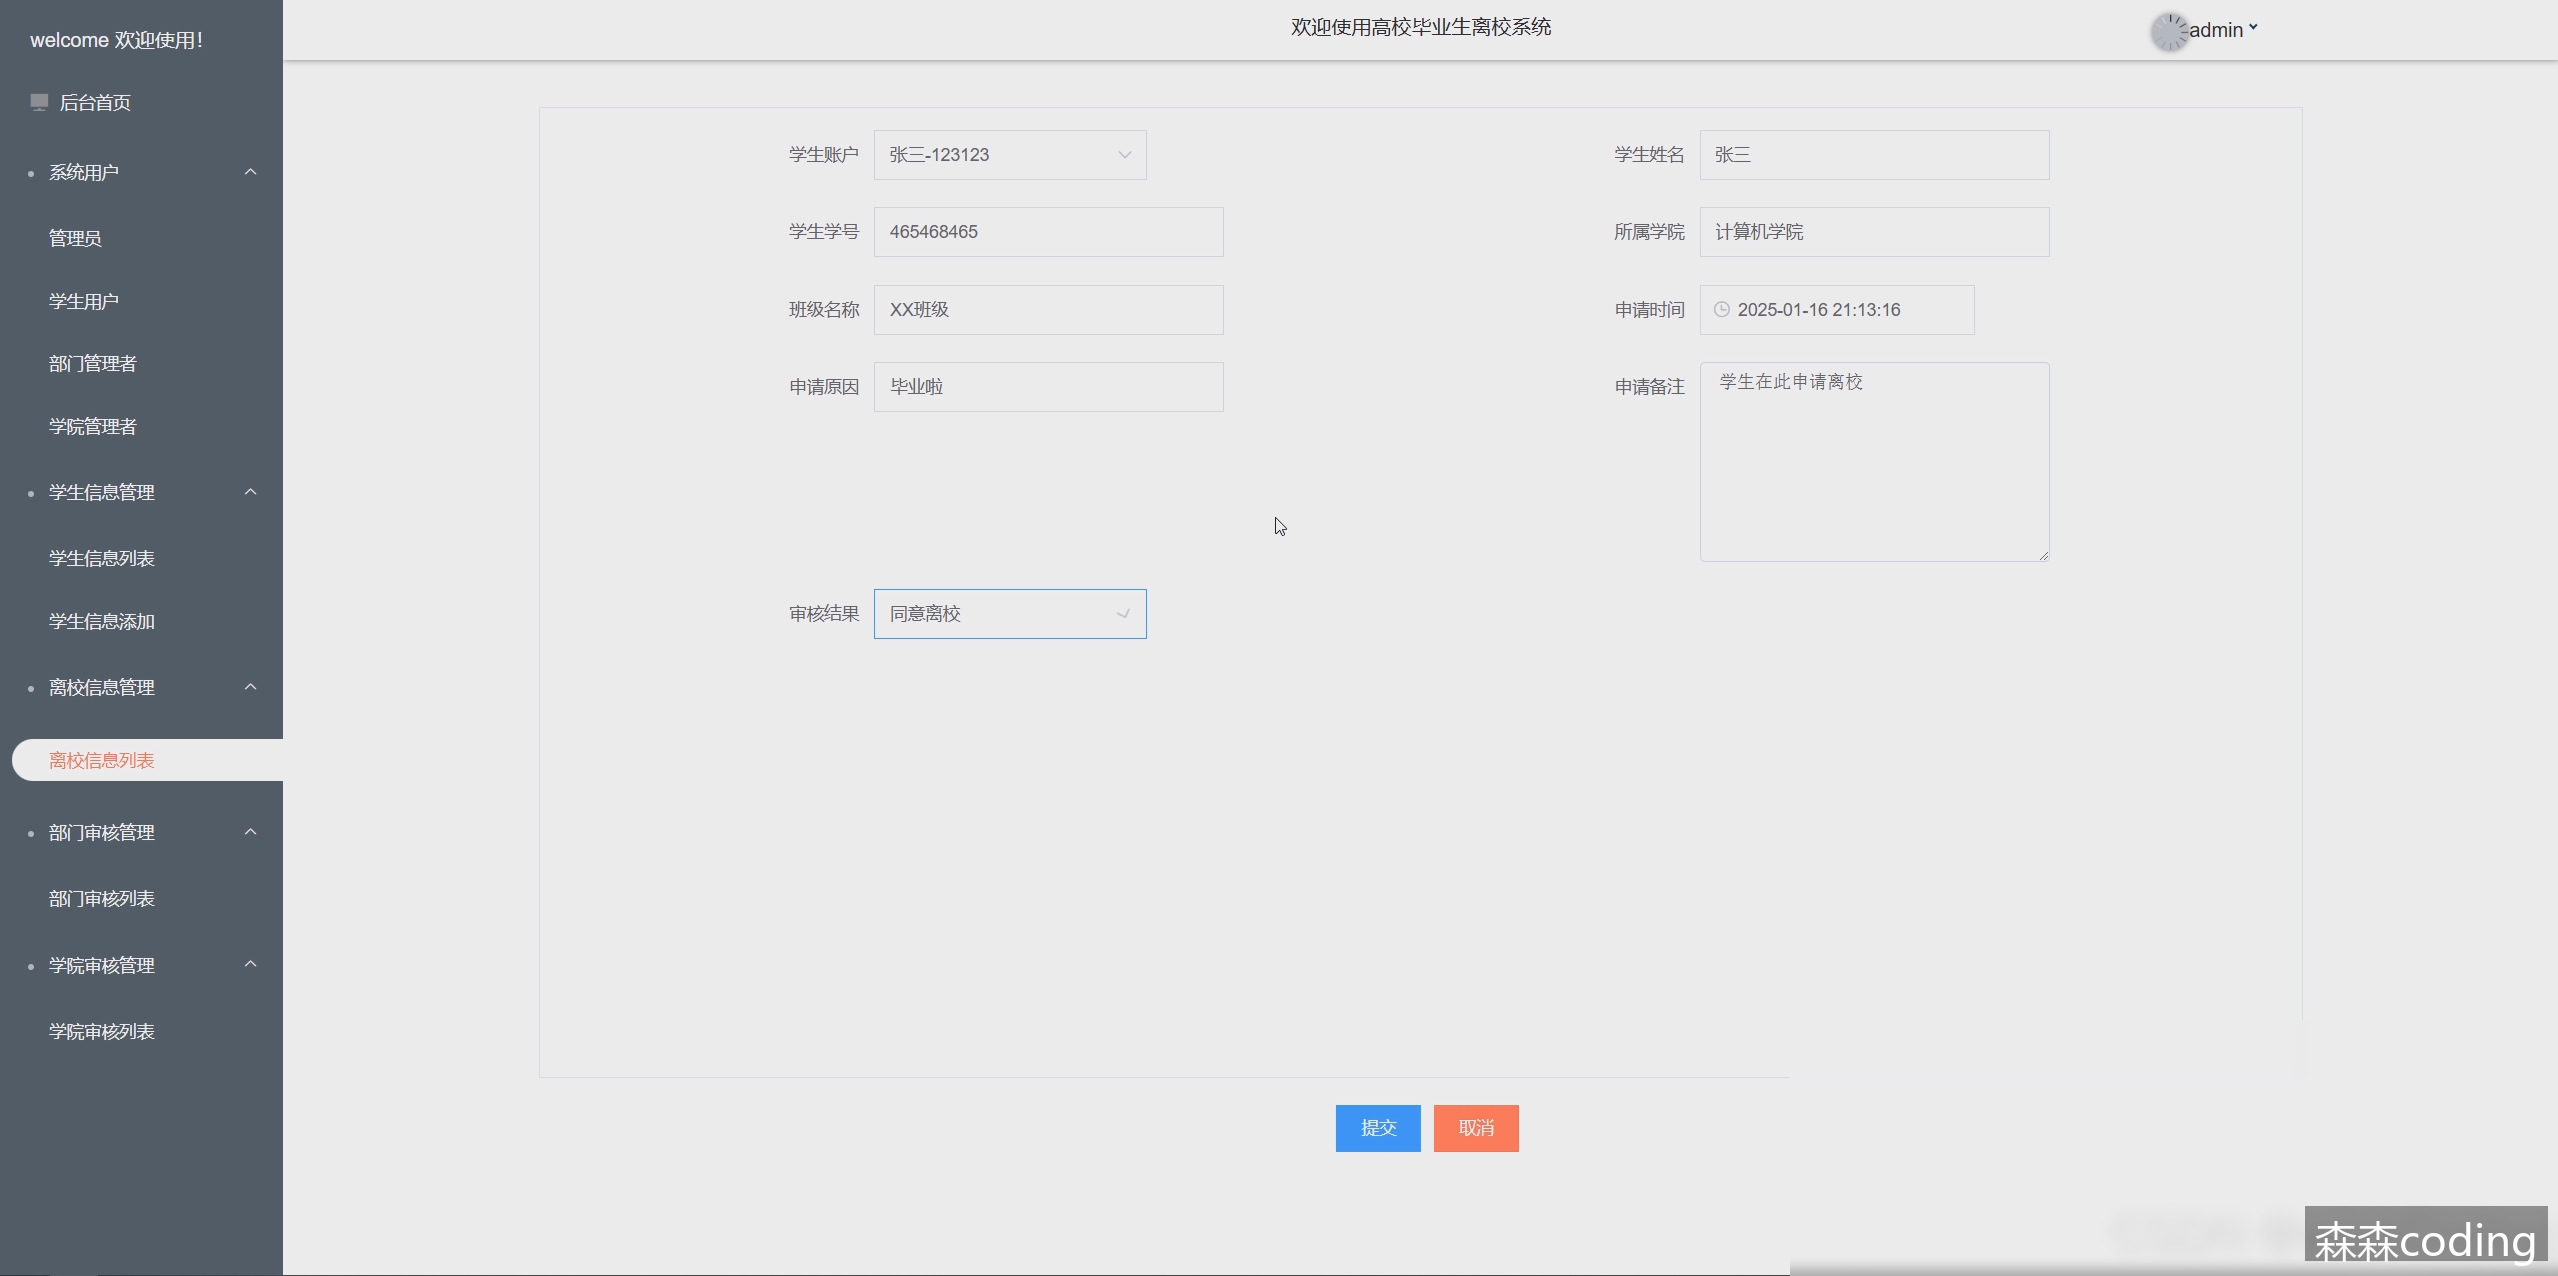 welcome 欢迎使用！
欢迎使用高校毕业生离校系统
admin
后台首页
系统用户
管理员
学生用户
部门管理者
学院管理者
学生信息管理
学生信息列表
学生信息添加
离校信息管理
离校信息列表
部门审核管理
部门审核列表
学院审核管理
学院审核列表
学生账户 张三-123123
学生姓名 张三
学生学号 465468465
所属学院 计算机学院
班级名称 XX班级
申请时间 2025-01-16 21:13:16
申请原因 毕业啦
申请备注 学生在此申请离校
审核结果 同意离校
提交 取消
森森coding